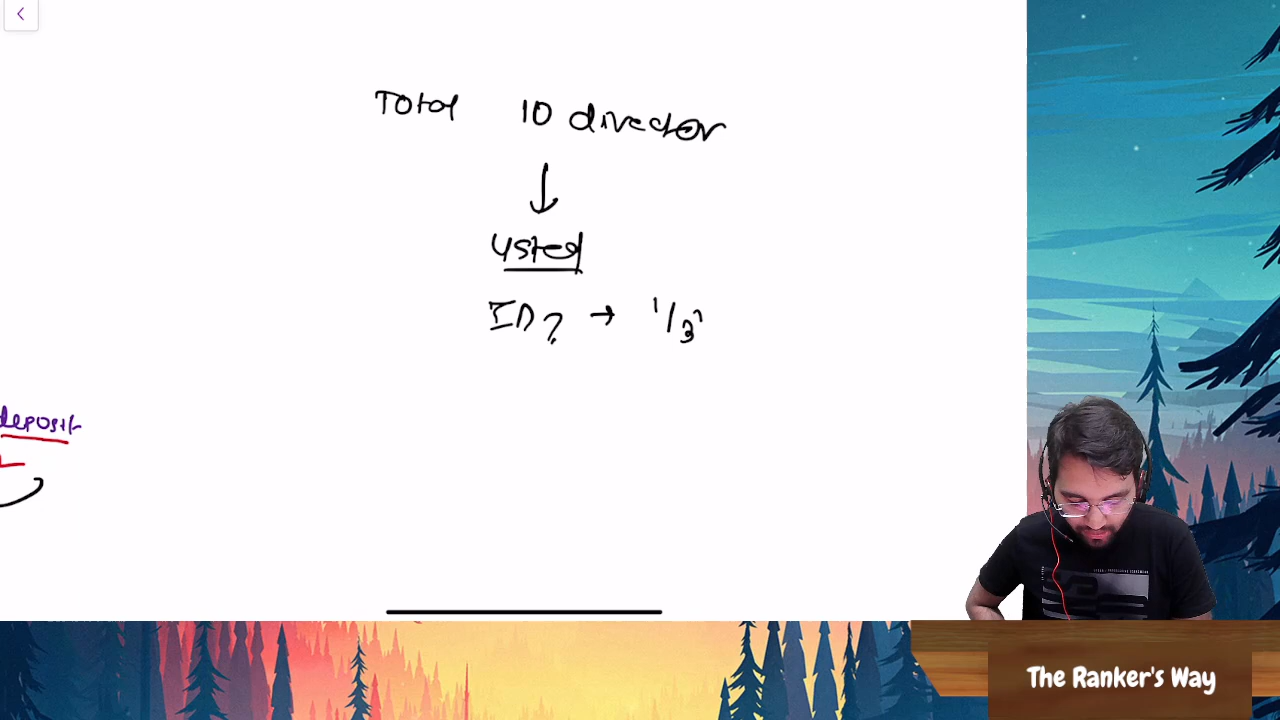 Total 10 director
↓
listed
ID? → 1/3
deposit
The Ranker's Way